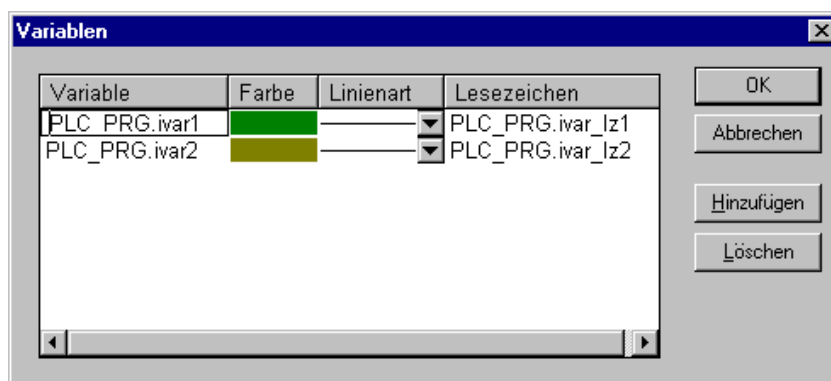 Variablen
Variable Farbe Linienart Lesezeichen
PLC_PRG.ivar1 PLC_PRG.ivar_lz1
PLC_PRG.ivar2 PLC_PRG.ivar_lz2
OK
Abbrechen
Hinzufügen
Löschen